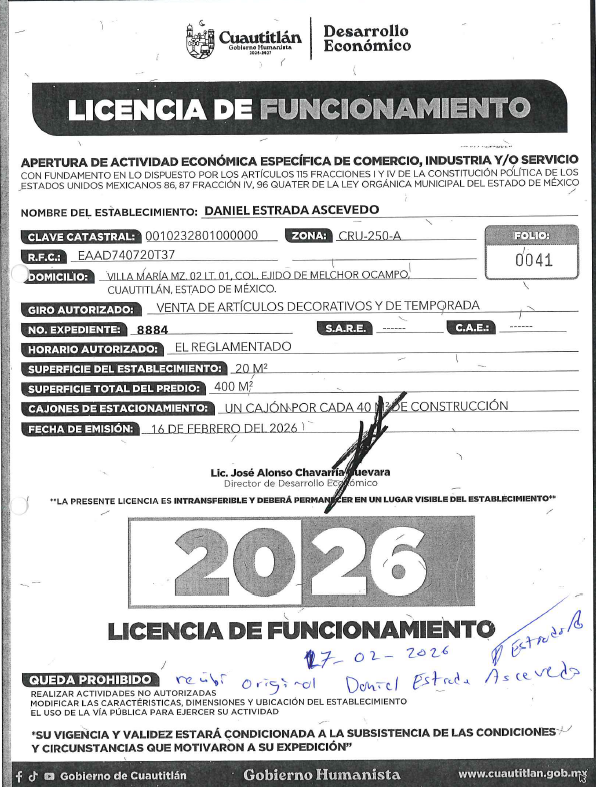 Cuautitlán
Gobierno Humanista
2025-2027
Desarrollo
Económico
LICENCIA DE FUNCIONAMIENTO
APERTURA DE ACTIVIDAD ECONÓMICA ESPECÍFICA DE COMERCIO, INDUSTRIA Y/O SERVICIO
CON FUNDAMENTO EN LO DISPUESTO POR LOS ARTÍCULOS 115 FRACCIONES I Y IV DE LA CONSTITUCIÓN POLÍTICA DE LOS
ESTADOS UNIDOS MEXICANOS 86, 87 FRACCIÓN IV, 96 QUATER DE LA LEY ORGÁNICA MUNICIPAL DEL ESTADO DE MÉXICO
NOMBRE DEL ESTABLECIMIENTO: DANIEL ESTRADA ASCEVEDO
CLAVE CATASTRAL: 0010232801000000 ZONA: CRU-250-A
FOLIO:
0041
R.F.C.: EAAD740720T37
DOMICILIO: VILLA MARÍA MZ. 02 LT. 01, COL. EJIDO DE MELCHOR OCAMPO,
CUAUTITLÁN, ESTADO DE MÉXICO.
GIRO AUTORIZADO: VENTA DE ARTÍCULOS DECORATIVOS Y DE TEMPORADA
NO. EXPEDIENTE: 8884 S.A.R.E. ------ C.A.E.: ------
HORARIO AUTORIZADO: EL REGLAMENTADO
SUPERFICIE DEL ESTABLECIMIENTO: 20 M²
SUPERFICIE TOTAL DEL PREDIO: 400 M²
CAJONES DE ESTACIONAMIENTO: UN CAJÓN POR CADA 40 M² DE CONSTRUCCIÓN
FECHA DE EMISIÓN: 16 DE FEBRERO DEL 2026
Lic. José Alonso Chavarría Guevara
Director de Desarrollo Económico
"LA PRESENTE LICENCIA ES INTRANSFERIBLE Y DEBERÁ PERMANECER EN UN LUGAR VISIBLE DEL ESTABLECIMIENTO"
2026
LICENCIA DE FUNCIONAMIENTO
17-02-2026
Estrada
recibi original Daniel Estrada Ascevedo
QUEDA PROHIBIDO
REALIZAR ACTIVIDADES NO AUTORIZADAS
MODIFICAR LAS CARACTERÍSTICAS, DIMENSIONES Y UBICACIÓN DEL ESTABLECIMIENTO
EL USO DE LA VÍA PÚBLICA PARA EJERCER SU ACTIVIDAD
"SU VIGENCIA Y VALIDEZ ESTARÁ CONDICIONADA A LA SUBSISTENCIA DE LAS CONDICIONES
Y CIRCUNSTANCIAS QUE MOTIVARON A SU EXPEDICIÓN"
Gobierno de Cuautitlán Gobierno Humanista www.cuautitlan.gob.mx